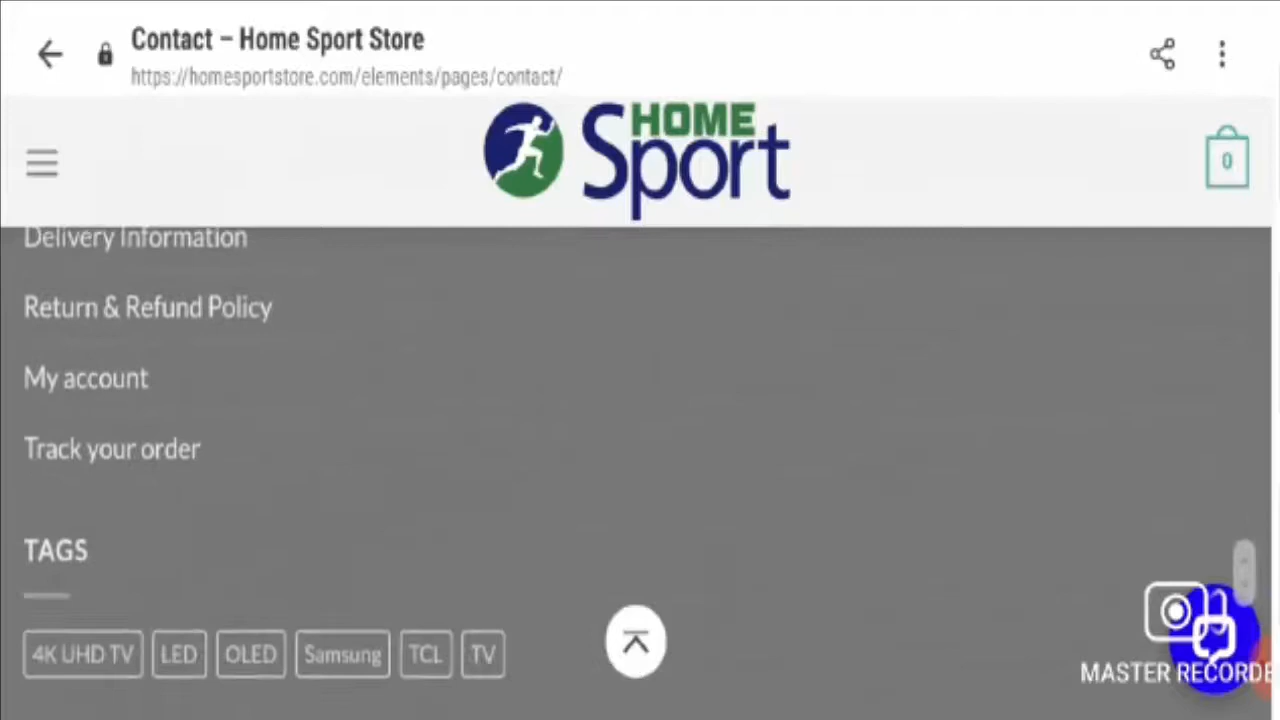 Contact – Home Sport Store
https://homesportstore.com/elements/pages/contact/
HOME
Sport
0
Delivery Information
Return & Refund Policy
My account
Track your order
TAGS
4K UHD TV LED OLED Samsung TCL TV
MASTER RECORDE